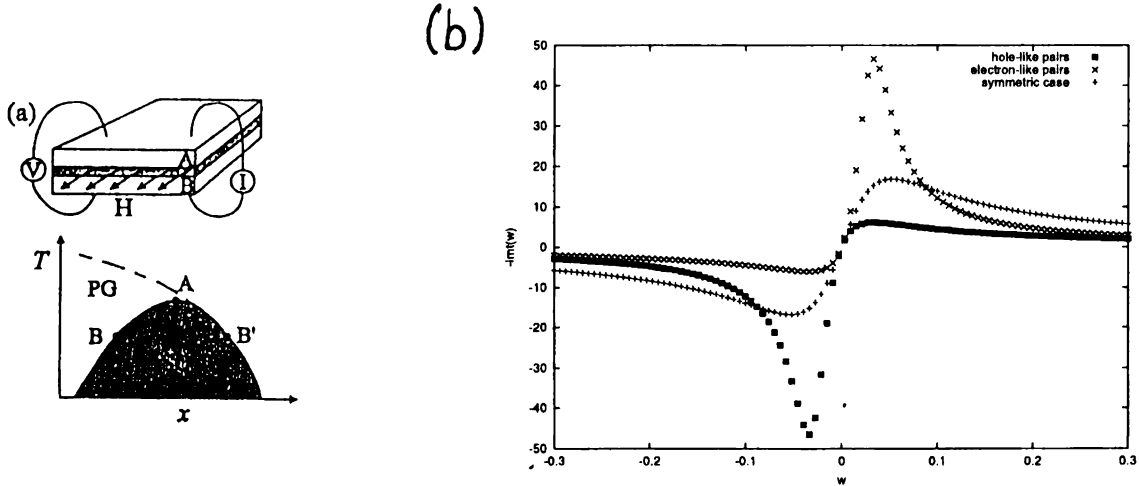 (a)
A
V
B
I
H
T
PG
A
B
B'
x
(b)
hole-like pairs
electron-like pairs
symmetric case
50
40
30
20
10
0
-10
-20
-30
-40
-50
-Imt(w)
-0.3
-0.2
-0.1
0
0.1
0.2
0.3
w